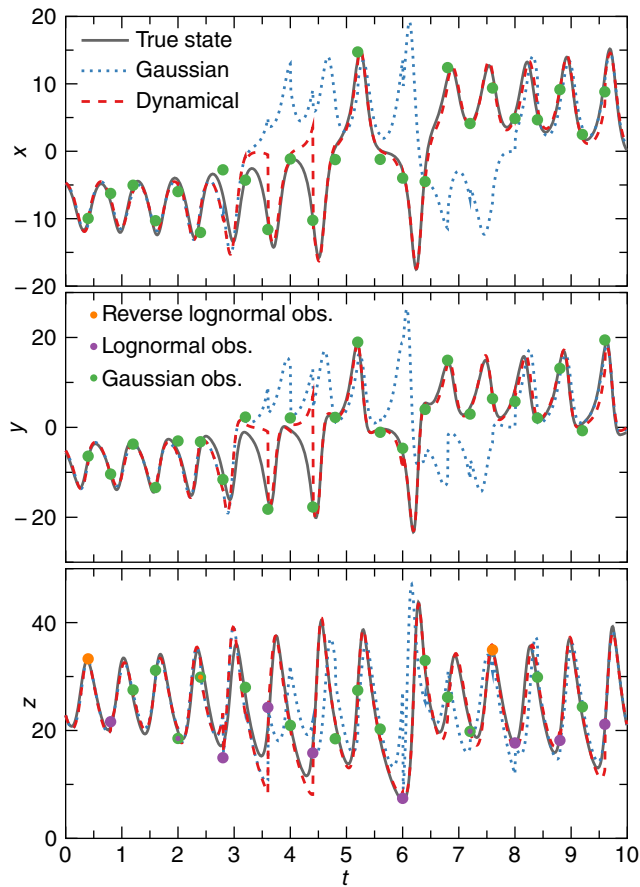 20
True state
Gaussian
Dynamical
10
x
0
−10
−20
Reverse lognormal obs.
20
Lognormal obs.
Gaussian obs.
y
0
−20
40
z
20
0
0 1 2 3 4 5 6 7 8 9 10
t